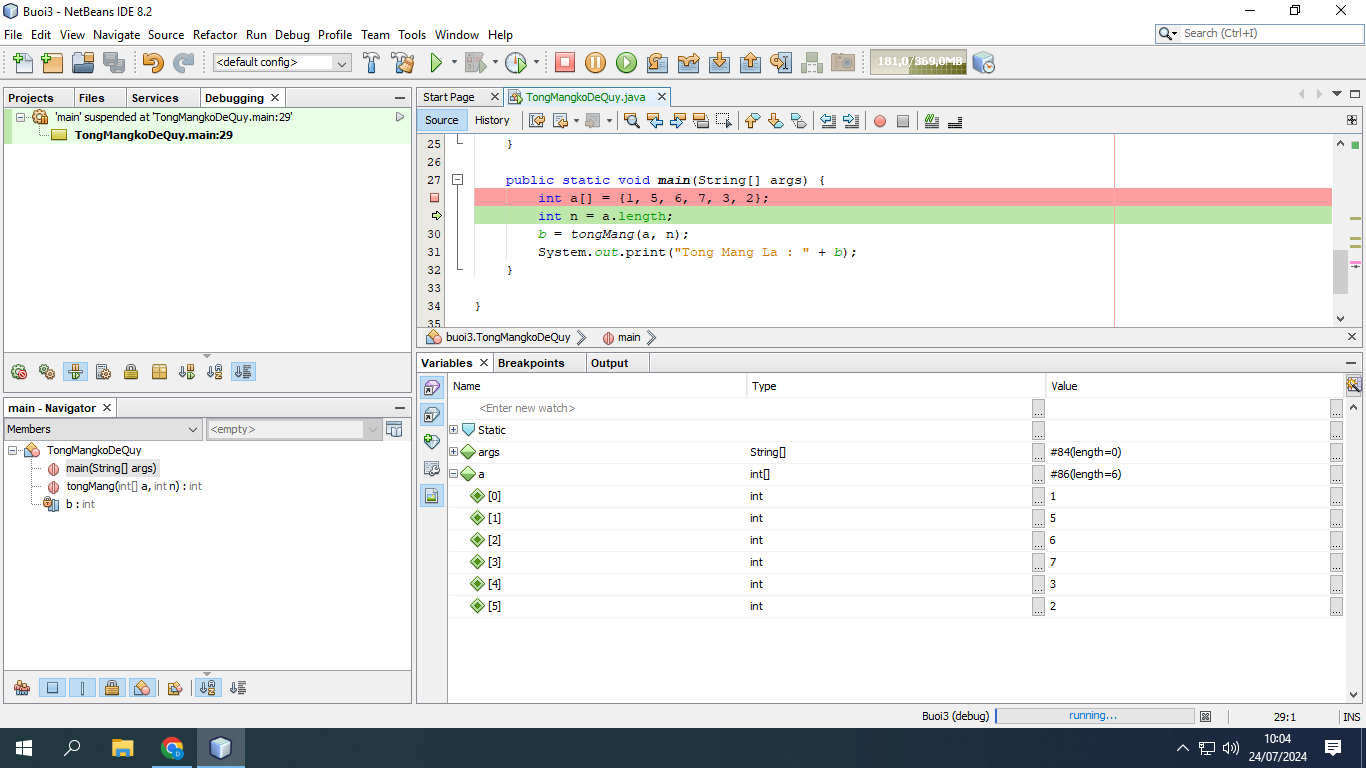 Buoi3 - NetBeans IDE 8.2
File Edit View Navigate Source Refactor Run Debug Profile Team Tools Window Help
Search (Ctrl+I)
<default config>
181,0/369,0MB
Projects Files Services Debugging
'main' suspended at 'TongMangkoDeQuy.main:29'
TongMangkoDeQuy.main:29
Start Page TongMangkoDeQuy.java
Source History
25 }
26
27 public static void main(String[] args) {
int a[] = {1, 5, 6, 7, 3, 2};
int n = a.length;
30 b = tongMang(a, n);
31 System.out.print("Tong Mang La : " + b);
32 }
33
34 }
35
buoi3.TongMangkoDeQuy main
main - Navigator
Members <empty>
TongMangkoDeQuy
main(String[] args)
tongMang(int[] a, int n) : int
b : int
Variables Breakpoints Output
Name Type Value
<Enter new watch>
Static
args String[] #84(length=0)
a int[] #86(length=6)
[0] int 1
[1] int 5
[2] int 6
[3] int 7
[4] int 3
[5] int 2
Buoi3 (debug) running... 29:1 INS
10:04
24/07/2024